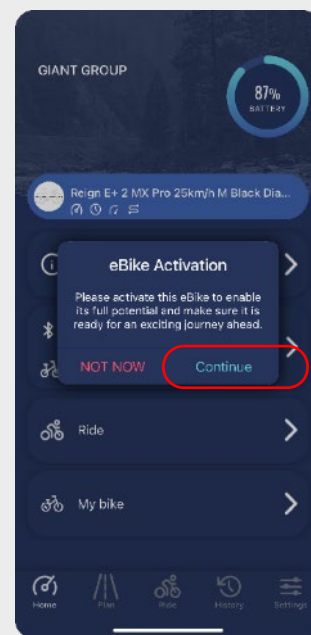 GIANT GROUP
87%
BATTERY
Reign E+ 2 MX Pro 25km/h M Black Dia...
eBike Activation
Please activate this eBike to enable
its full potential and make sure it is
ready for an exciting journey ahead.
NOT NOW Continue
Ride
My bike
Home Plan Ride History Settings